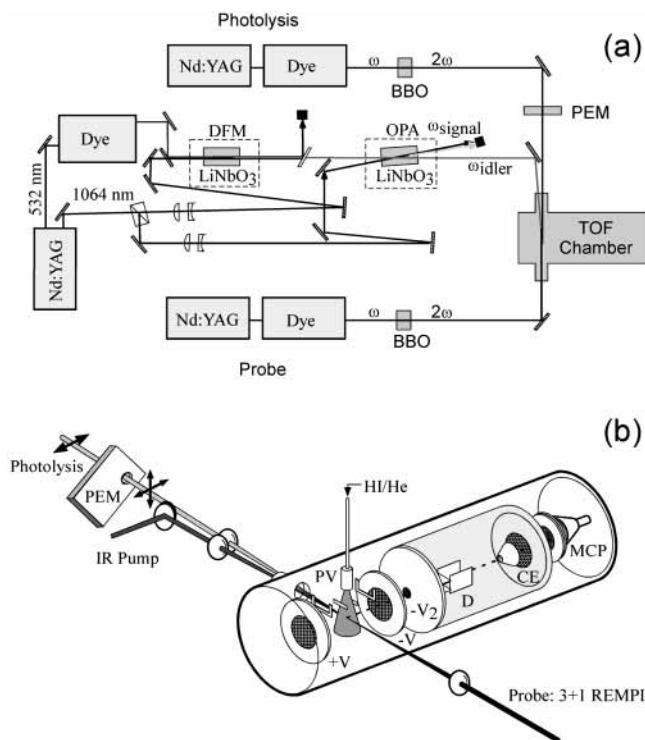 Photolysis
(a)
Nd:YAG
Dye
ω
2ω
BBO
PEM
Dye
DFM
LiNbO3
OPA
LiNbO3
ωsignal
ωidler
532 nm
1064 nm
Nd:YAG
TOF
Chamber
Nd:YAG
Dye
ω
2ω
BBO
Probe
(b)
Photolysis
PEM
IR Pump
HI/He
PV
+V
-V
-V2
D
CE
MCP
Probe: 3+1 REMPI